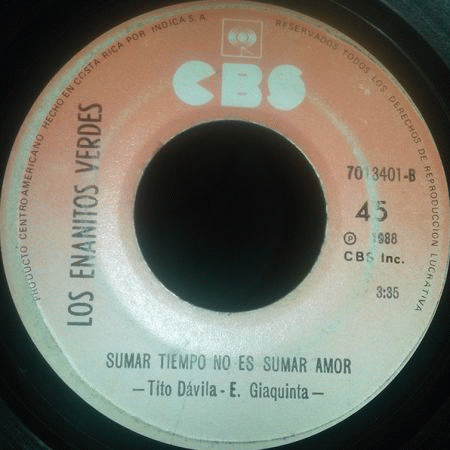 PRODUCTO CENTROAMERICANO HECHO EN COSTA RICA POR INDICA S.A.
RESERVADOS TODOS LOS DERECHOS DE REPRODUCCION LUCRATIVA
CBS
LOS ENANITOS VERDES
7013401-B
45
℗ 1988
CBS Inc.
3:35
SUMAR TIEMPO NO ES SUMAR AMOR
— Tito Dávila - E. Giaquinta —